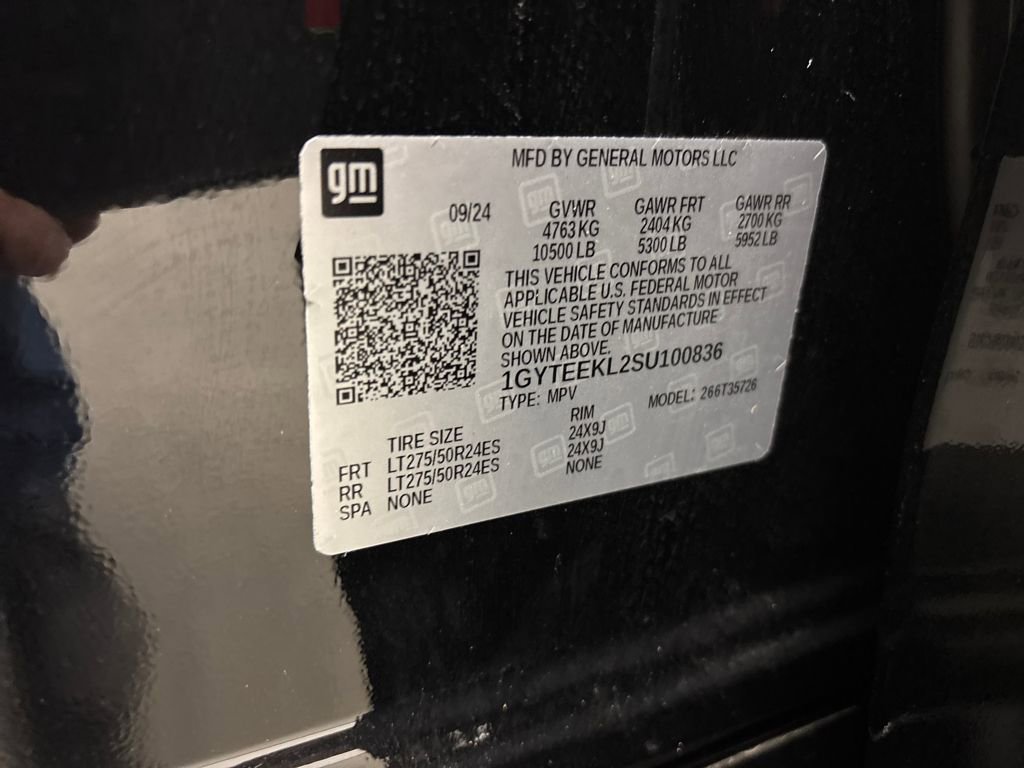 gm
MFD BY GENERAL MOTORS LLC
09/24
GVWR GAWR FRT GAWR RR
4763 KG 2404 KG 2700 KG
10500 LB 5300 LB 5952 LB
THIS VEHICLE CONFORMS TO ALL
APPLICABLE U.S. FEDERAL MOTOR
VEHICLE SAFETY STANDARDS IN EFFECT
ON THE DATE OF MANUFACTURE
SHOWN ABOVE.
1GYTEEKL2SU100836
TYPE: MPV MODEL: 266T35726
TIRE SIZE RIM
FRT LT275/50R24ES 24X9J
RR LT275/50R24ES 24X9J
SPA NONE NONE